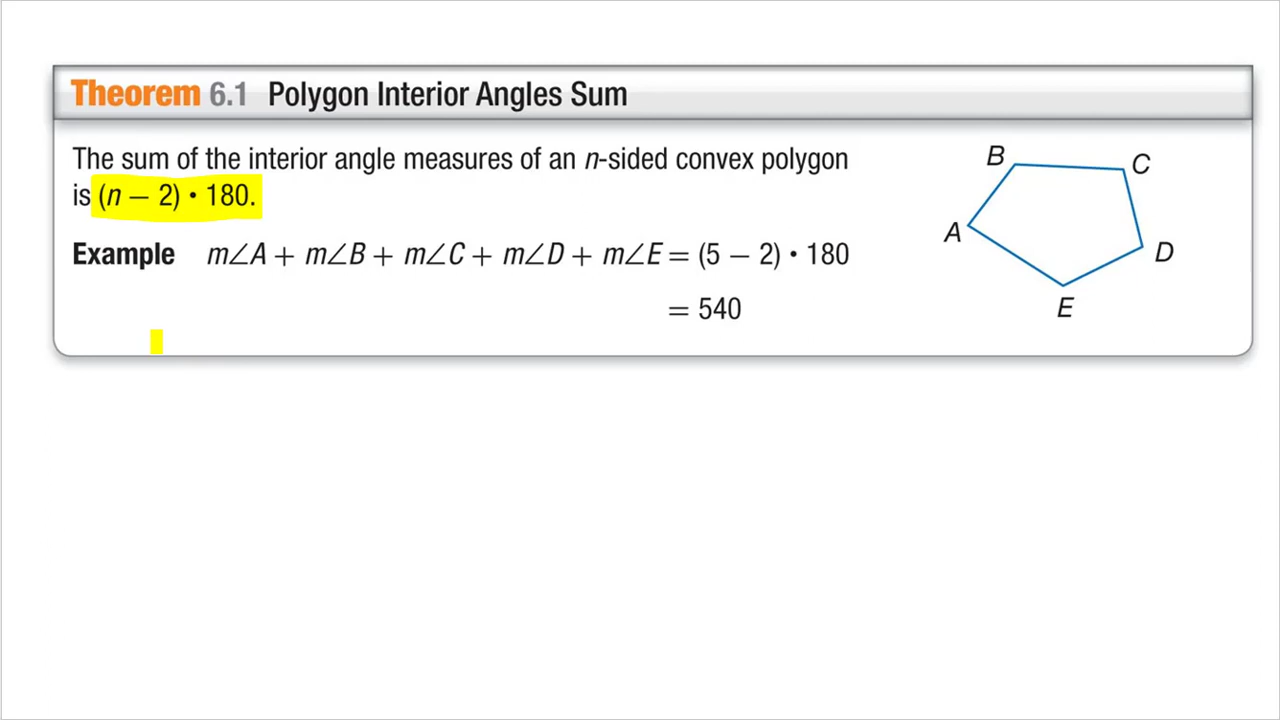 Theorem 6.1 Polygon Interior Angles Sum
The sum of the interior angle measures of an n-sided convex polygon
is (n − 2) • 180.
Example m∠A + m∠B + m∠C + m∠D + m∠E = (5 − 2) • 180
= 540
B
C
A
D
E